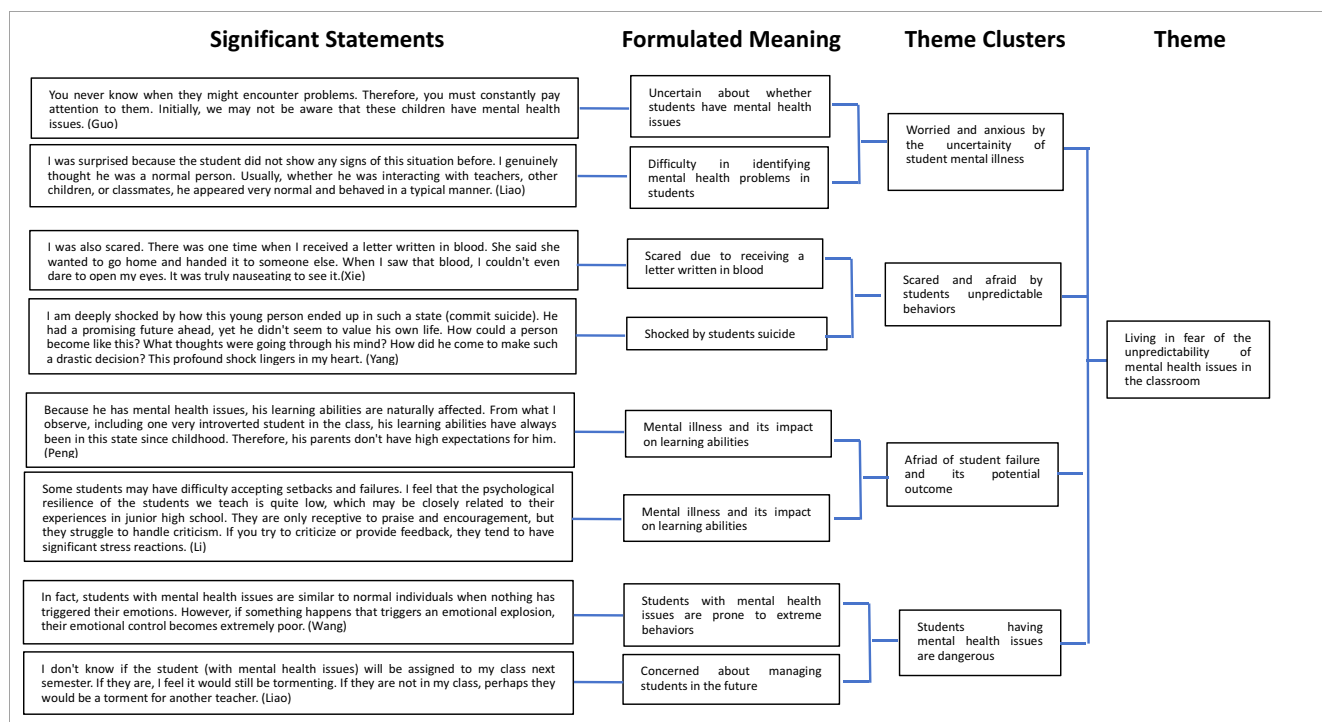 Significant Statements
Formulated Meaning
Theme Clusters
Theme
You never know when they might encounter problems. Therefore, you must constantly pay
attention to them. Initially, we may not be aware that these children have mental health
issues. (Guo)
Uncertain about whether
students have mental health
issues
Worried and anxious by
the uncertainity of
student mental illness
I was surprised because the student did not show any signs of this situation before. I genuinely
thought he was a normal person. Usually, whether he was interacting with teachers, other
children, or classmates, he appeared very normal and behaved in a typical manner. (Liao)
Difficulty in identifying
mental health problems in
students
I was also scared. There was one time when I received a letter written in blood. She said she
wanted to go home and handed it to someone else. When I saw that blood, I couldn't even
dare to open my eyes. It was truly nauseating to see it.(Xie)
Scared due to receiving a
letter written in blood
Scared and afraid by
students unpredictable
behaviors
I am deeply shocked by how this young person ended up in such a state (commit suicide). He
had a promising future ahead, yet he didn't seem to value his own life. How could a person
become like this? What thoughts were going through his mind? How did he come to make such
a drastic decision? This profound shock lingers in my heart. (Yang)
Shocked by students suicide
Living in fear of the
unpredictability of
mental health issues in
the classroom
Because he has mental health issues, his learning abilities are naturally affected. From what I
observe, including one very introverted student in the class, his learning abilities have always
been in this state since childhood. Therefore, his parents don't have high expectations for him.
(Peng)
Mental illness and its impact
on learning abilities
Afriad of student failure
and its potential
outcome
Some students may have difficulty accepting setbacks and failures. I feel that the psychological
resilience of the students we teach is quite low, which may be closely related to their
experiences in junior high school. They are only receptive to praise and encouragement, but
they struggle to handle criticism. If you try to criticize or provide feedback, they tend to have
significant stress reactions. (Li)
Mental illness and its impact
on learning abilities
In fact, students with mental health issues are similar to normal individuals when nothing has
triggered their emotions. However, if something happens that triggers an emotional explosion,
their emotional control becomes extremely poor. (Wang)
Students with mental health
issues are prone to extreme
behaviors
Students having
mental health issues
are dangerous
I don't know if the student (with mental health issues) will be assigned to my class next
semester. If they are, I feel it would still be tormenting. If they are not in my class, perhaps they
would be a torment for another teacher. (Liao)
Concerned about managing
students in the future